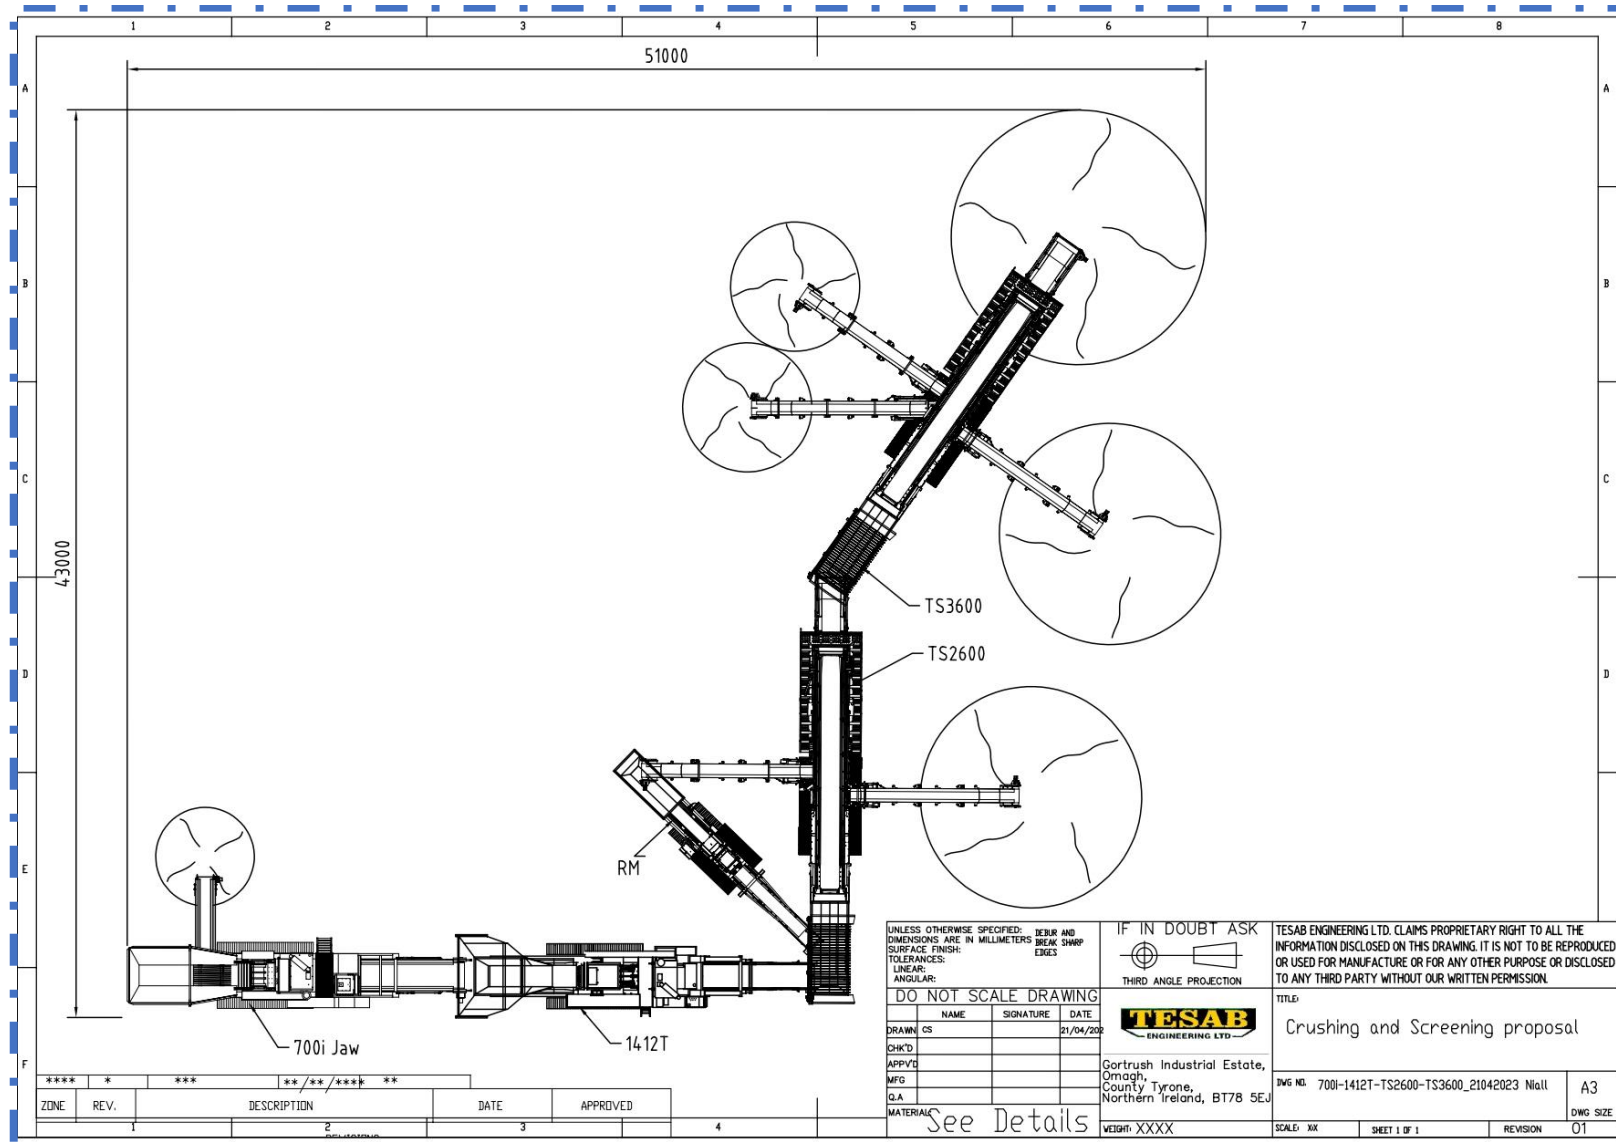 1 2 3 4 5 6 7 8
51000
A A
B B
C C
43000
TS3600
TS2600
D D
RM
E E
700i Jaw
1412T
F
**** * *** **/**/**** **
ZONE REV. DESCRIPTION DATE APPROVED
1 2 3 4
UNLESS OTHERWISE SPECIFIED:
DIMENSIONS ARE IN MILLIMETERS
SURFACE FINISH:
TOLERANCES:
LINEAR:
ANGULAR:
DEBUR AND
BREAK SHARP
EDGES
IF IN DOUBT ASK
THIRD ANGLE PROJECTION
TESAB ENGINEERING LTD. CLAIMS PROPRIETARY RIGHT TO ALL THE
INFORMATION DISCLOSED ON THIS DRAWING. IT IS NOT TO BE REPRODUCED
OR USED FOR MANUFACTURE OR FOR ANY OTHER PURPOSE OR DISCLOSED
TO ANY THIRD PARTY WITHOUT OUR WRITTEN PERMISSION.
DO NOT SCALE DRAWING
NAME SIGNATURE DATE
DRAWN CS 21/04/202
CHK'D
APPV'D
MFG
Q.A
MATERIAL:
See Details
TESAB
ENGINEERING LTD
Gortrush Industrial Estate,
Omagh,
County Tyrone,
Northern Ireland, BT78 5EJ
WEIGHT: XXXX
TITLE:
Crushing and Screening proposal
DWG NO. 700I-1412T-TS2600-TS3600_21042023 Niall
A3
DWG SIZE
SCALE: X:X SHEET 1 OF 1 REVISION 01